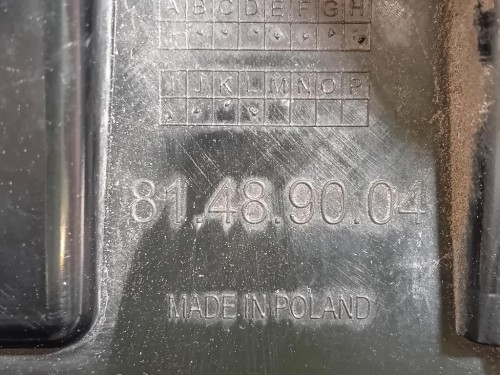 A B C D E F G H
I J K L M N O P
81.48.90.04
MADE IN POLAND